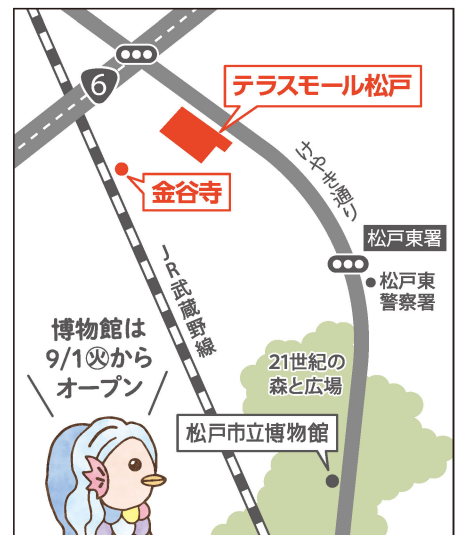 6
テラスモール松戸
金谷寺
けやき通り
松戸東署
松戸東
警察署
JR武蔵野線
博物館は
9/1㊋から
オープン
21世紀の
森と広場
松戸市立博物館